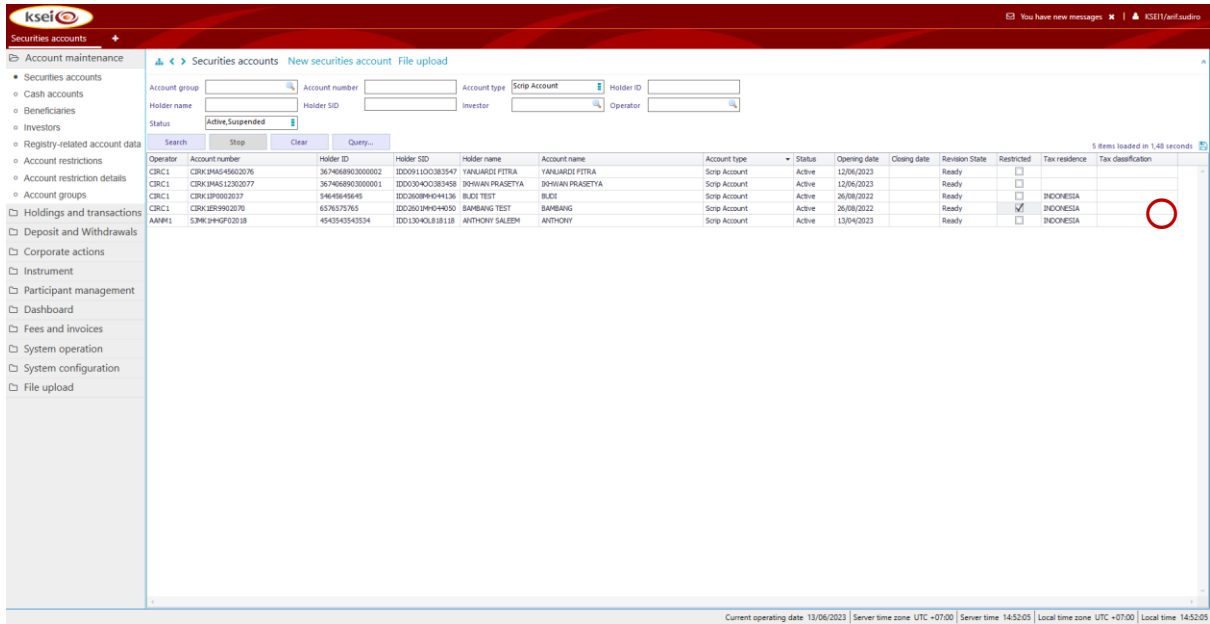 ksei
You have new messages ✖ | KSEI1/arif.sudiro
Securities accounts +
Account maintenance
Securities accounts
Cash accounts
Beneficiaries
Investors
Registry-related account data
Account restrictions
Account restriction details
Account groups
Holdings and transactions
Deposit and Withdrawals
Corporate actions
Instrument
Participant management
Dashboard
Fees and invoices
System operation
System configuration
File upload
Securities accounts New securities account File upload
Account group Account number Account type Scrip Account Holder ID
Holder name Holder SID Investor Operator
Status Active,Suspended
Search Stop Clear Query...
5 items loaded in 1,48 seconds
Operator Account number Holder ID Holder SID Holder name Account name Account type Status Opening date Closing date Revision State Restricted Tax residence Tax classification
CIRC1 CIRK1MAS45602076 3674068903000002 IDD0911OO383547 YANUARDI FITRA YANUARDI FITRA Scrip Account Active 12/06/2023 Ready
CIRC1 CIRK1MAS12302077 3674068903000001 IDD0304OO383458 IKHWAN PRASETYA IKHWAN PRASETYA Scrip Account Active 12/06/2023 Ready
CIRC1 CIRK1IP0002037 54645645645 IDD2608MH044136 BUDI TEST BUDI Scrip Account Active 26/08/2022 Ready INDONESIA
CIRC1 CIRK1ER9902070 6576575765 IDD2601MH044050 BAMBANG TEST BAMBANG Scrip Account Active 26/08/2022 Ready INDONESIA
AANM1 SJMK1HHGF02018 4543543543534 IDD1304OL818118 ANTHONY SALEEM ANTHONY Scrip Account Active 13/04/2023 Ready INDONESIA
Current operating date 13/06/2023 Server time zone UTC +07:00 Server time 14:52:05 Local time zone UTC +07:00 Local time 14:52:05